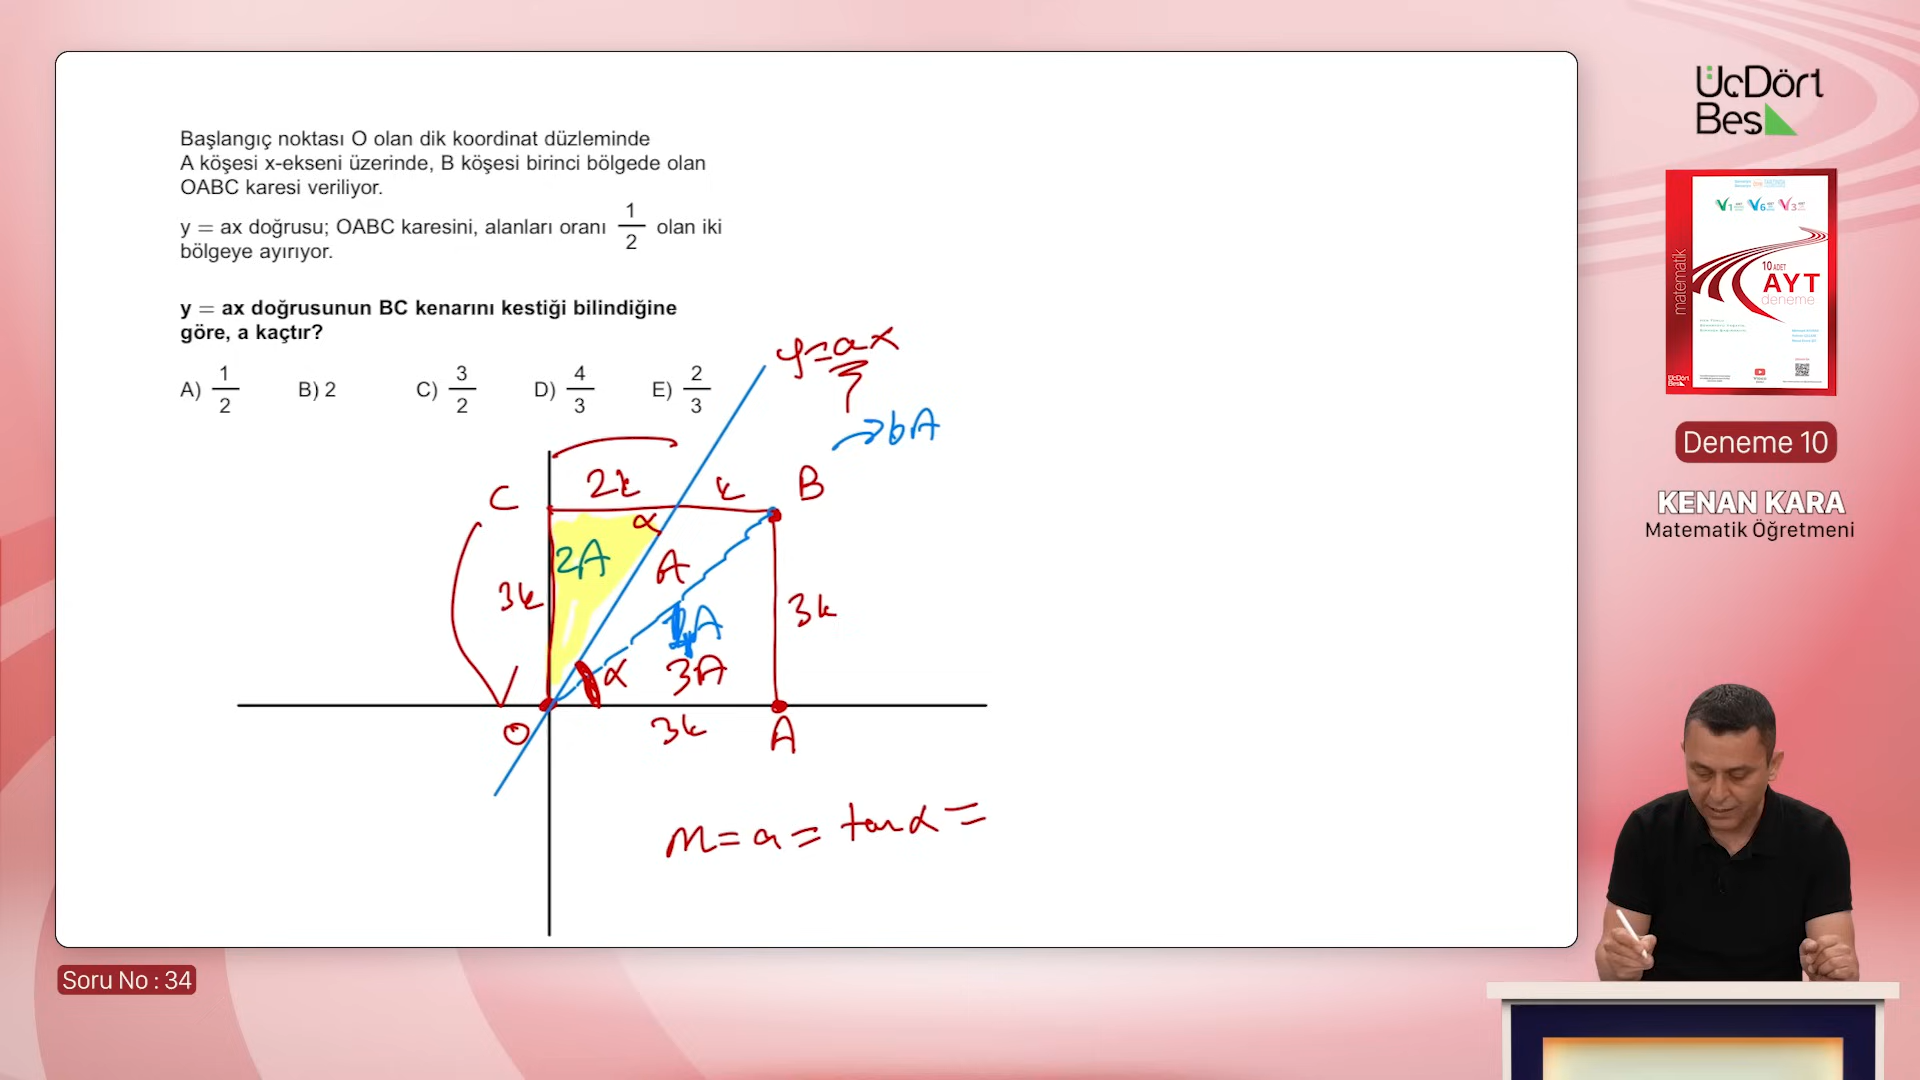 Başlangıç noktası O olan dik koordinat düzleminde
A köşesi x-ekseni üzerinde, B köşesi birinci bölgede olan
OABC karesi veriliyor.
y = ax doğrusu; OABC karesini, alanları oranı 1/2 olan iki
bölgeye ayırıyor.
y = ax doğrusunun BC kenarını kestiği bilindiğine
göre, a kaçtır?
A) 1/2 B) 2 C) 3/2 D) 4/3 E) 2/3
y=ax
?
6A
C 2k k B
α
2A A
3k 3k
A
α 3A
O 3k A
m = a = tanα =
ÜçDört
Beş
matematik
10 ADET
AYT
deneme
Deneme 10
KENAN KARA
Matematik Öğretmeni
Soru No : 34